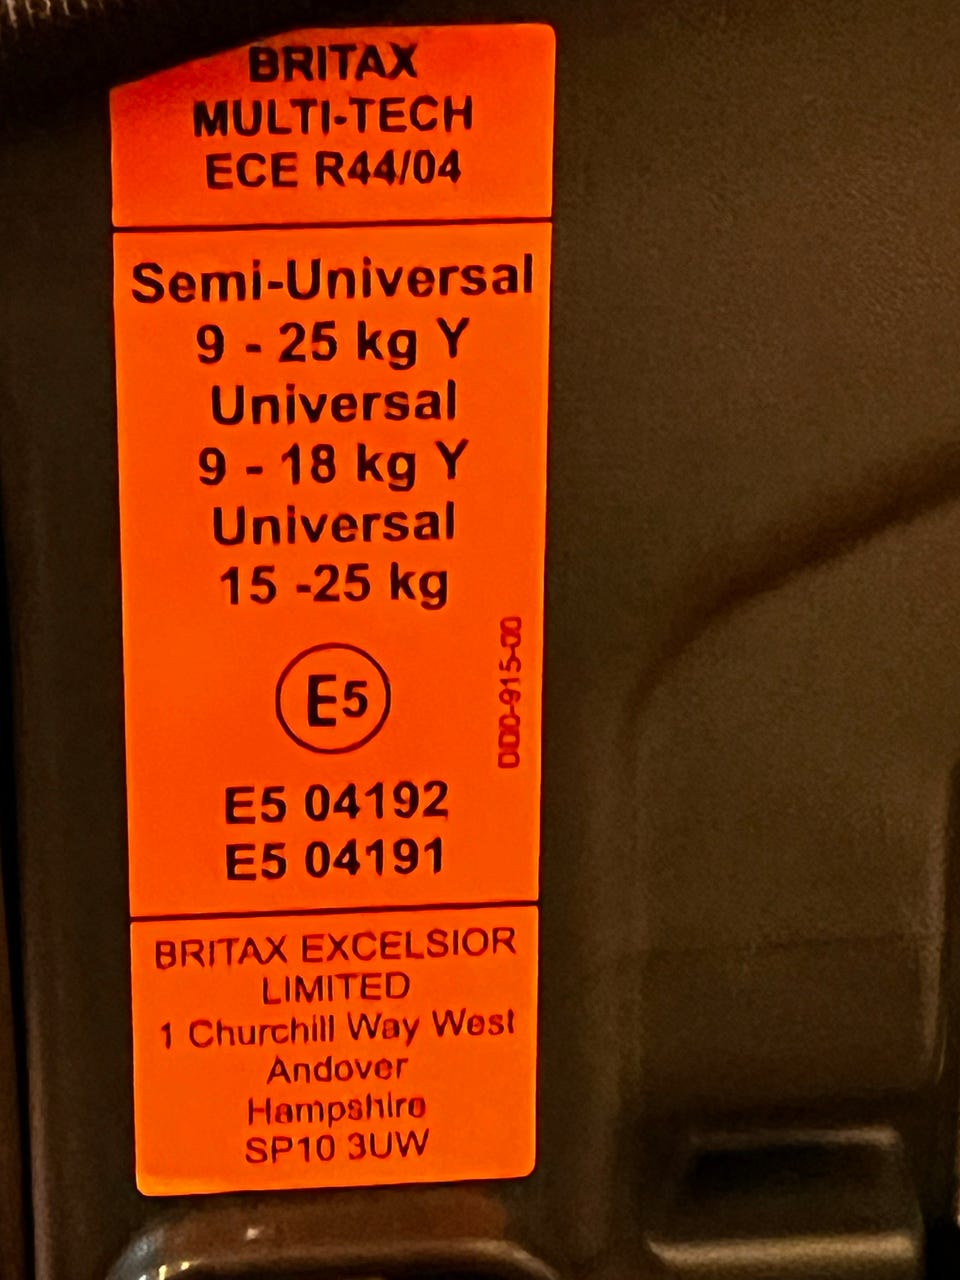 BRITAX
MULTI-TECH
ECE R44/04
Semi-Universal
9 - 25 kg Y
Universal
9 - 18 kg Y
Universal
15 -25 kg
E5
DDD-915-00
E5 04192
E5 04191
BRITAX EXCELSIOR
LIMITED
1 Churchill Way West
Andover
Hampshire
SP10 3UW